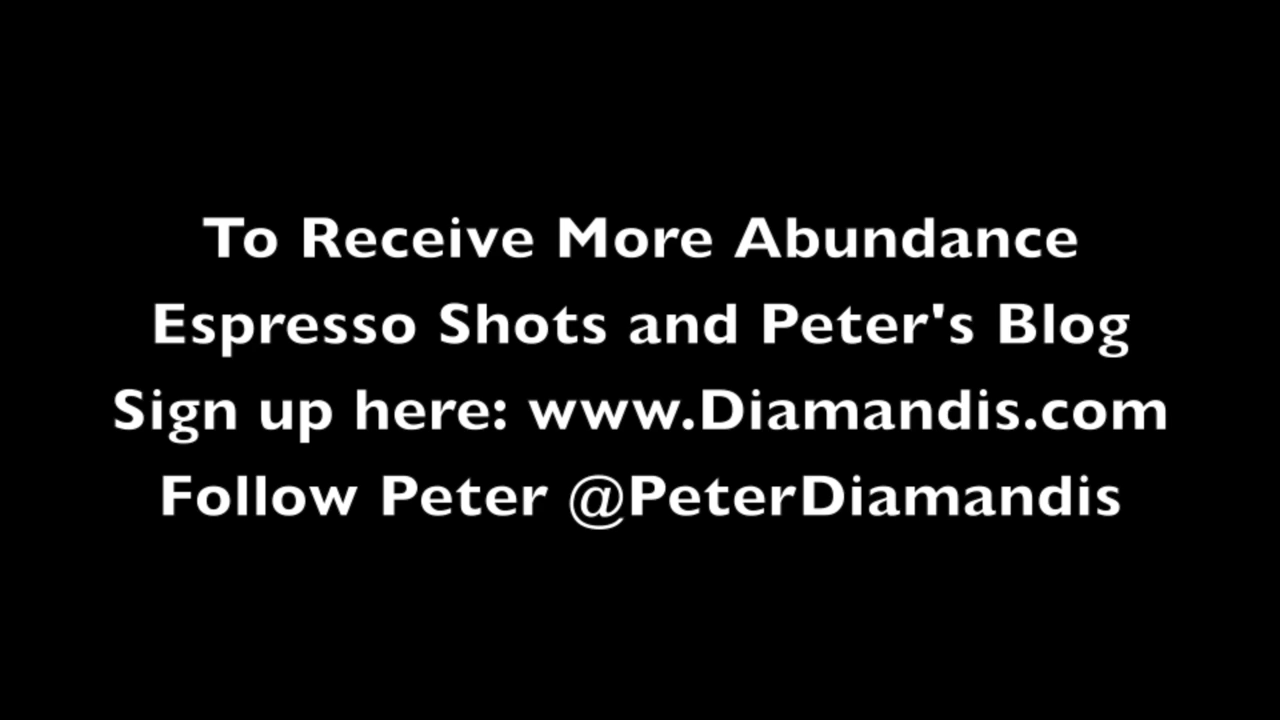 To Receive More Abundance
Espresso Shots and Peter's Blog
Sign up here: www.Diamandis.com
Follow Peter @PeterDiamandis